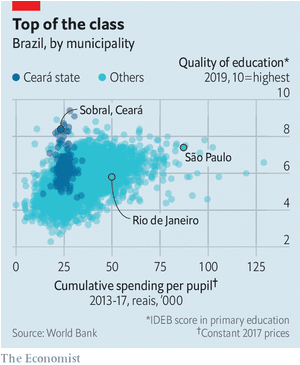 Top of the class
Brazil, by municipality
Quality of education*
Ceará state
Others
2019, 10=highest
10
Sobral, Ceará
8
São Paulo
6
4
Rio de Janeiro
2
0 25 50 75 100 125
Cumulative spending per pupil†
2013-17, reais, '000
*IDEB score in primary education
Source: World Bank
†Constant 2017 prices
The Economist